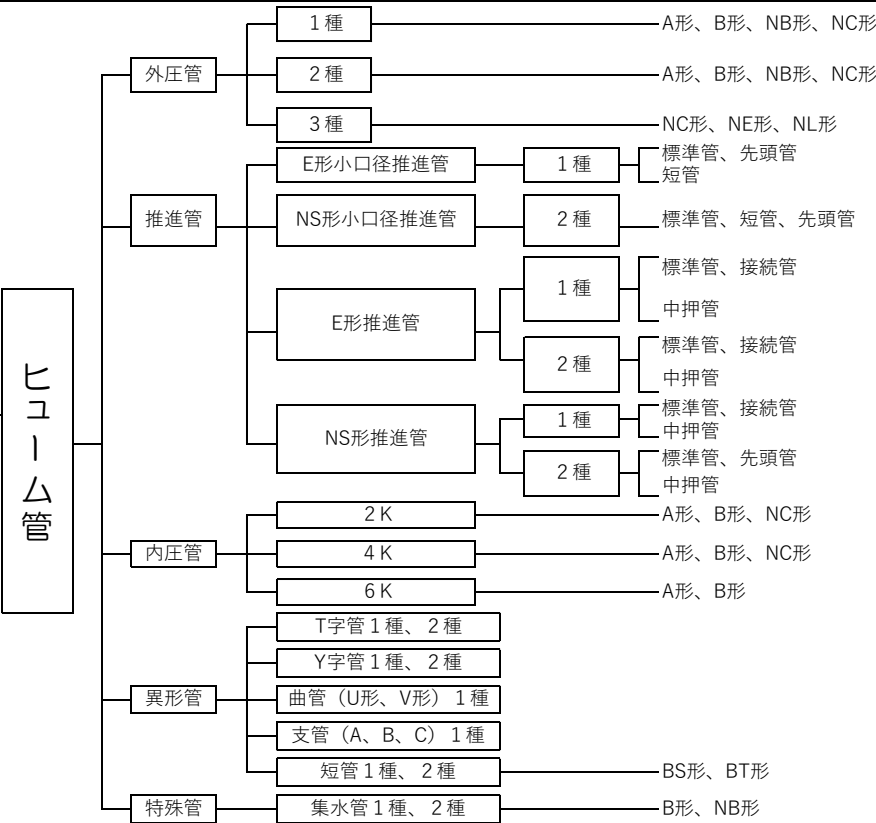 ヒューム管
外圧管
１種
A形、B形、NB形、NC形
２種
A形、B形、NB形、NC形
３種
NC形、NE形、NL形
推進管
E形小口径推進管
１種
標準管、先頭管
短管
NS形小口径推進管
２種
標準管、短管、先頭管
E形推進管
１種
標準管、接続管
中押管
２種
標準管、接続管
中押管
NS形推進管
１種
標準管、接続管
中押管
２種
標準管、先頭管
中押管
内圧管
２K
A形、B形、NC形
４K
A形、B形、NC形
６K
A形、B形
異形管
T字管１種、２種
Y字管１種、２種
曲管（U形、V形）１種
支管（A、B、C）１種
短管１種、２種
BS形、BT形
特殊管
集水管１種、２種
B形、NB形